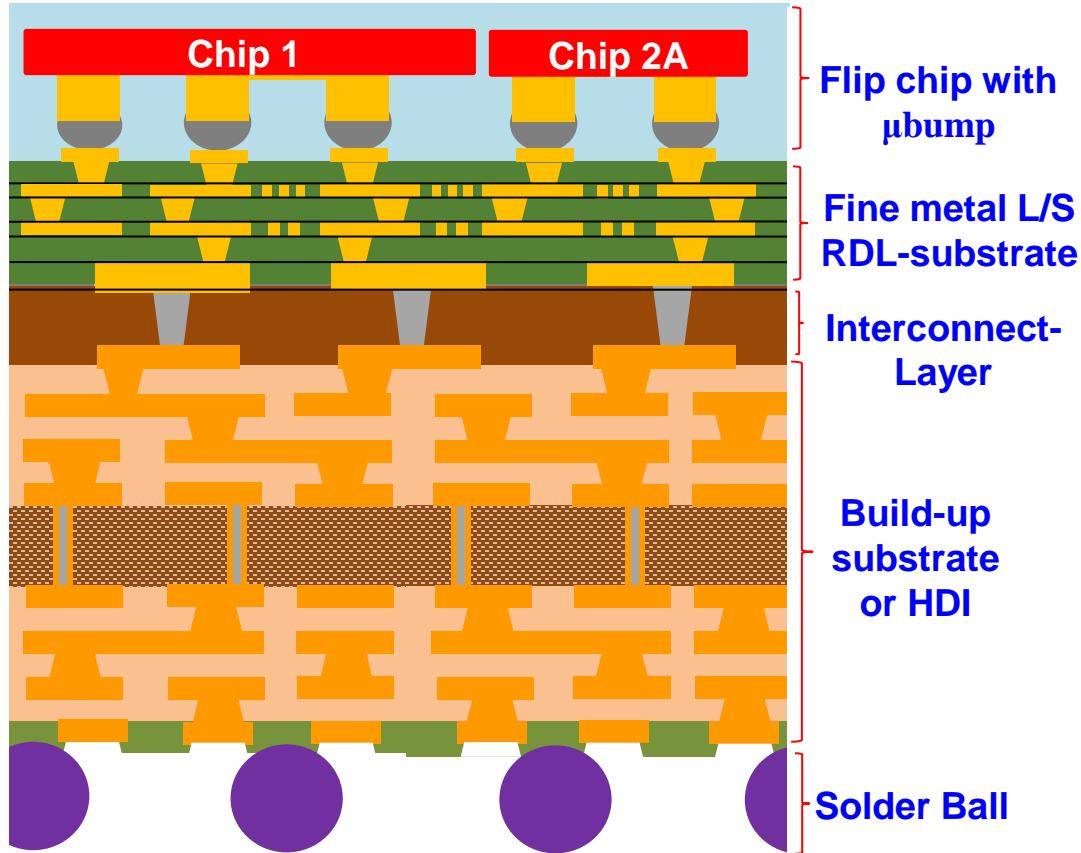 Chip 1
Chip 2A
Flip chip with
μbump
Fine metal L/S
RDL-substrate
Interconnect-
Layer
Build-up
substrate
or HDI
Solder Ball